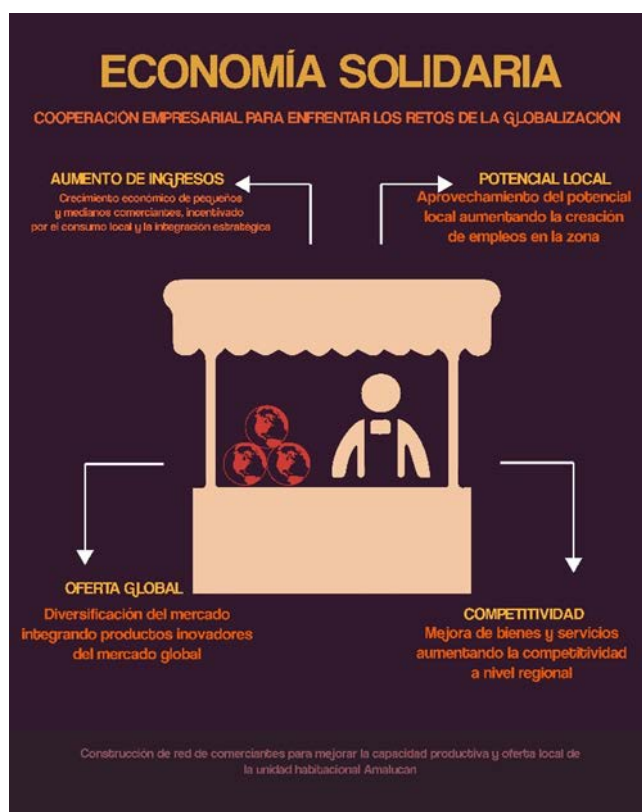 ECONOMÍA SOLIDARIA
COOPERACIÓN EMPRESARIAL PARA ENFRENTAR LOS RETOS DE LA GLOBALIZACIÓN
AUMENTO DE INGRESOS
Crecimiento económico de pequeños
y medianos comerciantes, incentivado
por el consumo local y la integración estratégica
POTENCIAL LOCAL
Aprovechamiento del potencial
local aumentando la creación
de empleos en la zona
OFERTA GLOBAL
Diversificación del mercado
integrando productos inovadores
del mercado global
COMPETITIVIDAD
Mejora de bienes y servicios
aumentando la competitividad
a nivel regional
Construcción de red de comerciantes para mejorar la capacidad productiva y oferta local de
la unidad habitacional Amalucan